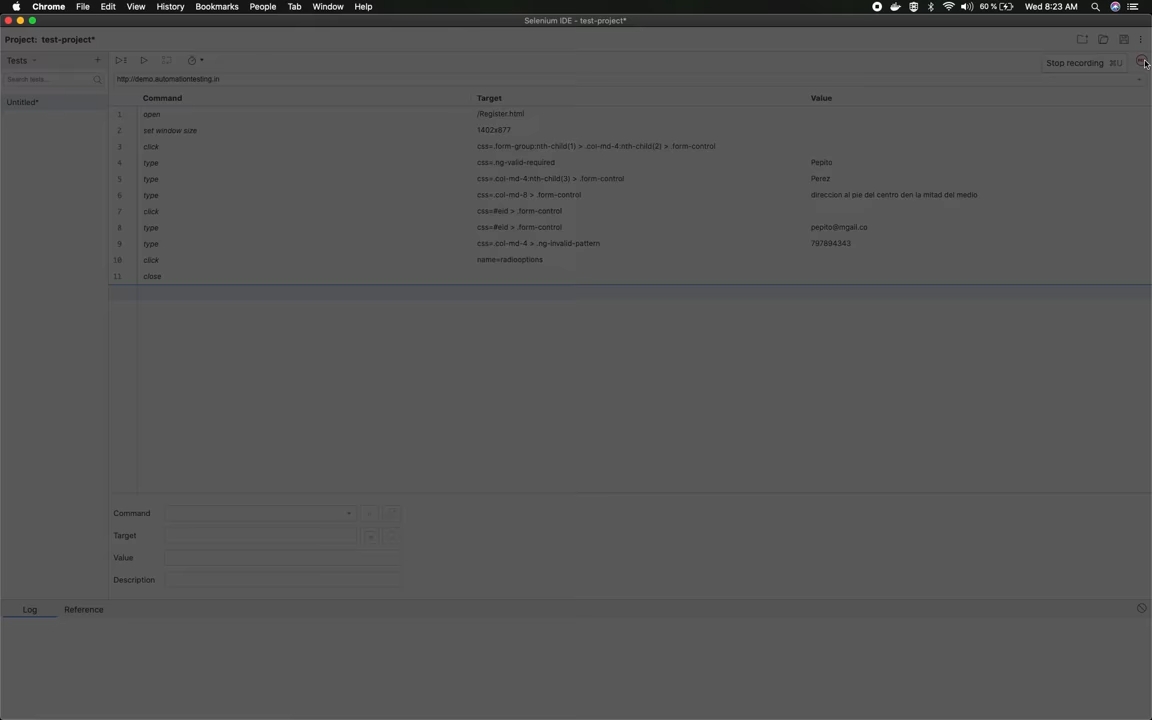 Chrome File Edit View History Bookmarks People Tab Window Help 60 % Wed 8:23 AM
Selenium IDE - test-project*
Project: test-project*
Tests +
Stop recording ⌘U
Search tests...
http://demo.automationtesting.in
Untitled*
Command Target Value
1 open /Register.html
2 set window size 1402x877
3 click css=.form-group:nth-child(1) > .col-md-4:nth-child(2) > .form-control
4 type css=.ng-valid-required Pepito
5 type css=.col-md-4:nth-child(3) > .form-control Perez
6 type css=.col-md-8 > .form-control direccion al pie del centro den la mitad del medio
7 click css=#eid > .form-control
8 type css=#eid > .form-control pepito@mgail.co
9 type css=.col-md-4 > .ng-invalid-pattern 797894343
10 click name=radiooptions
11 close
Command
Target
Value
Description
Log Reference